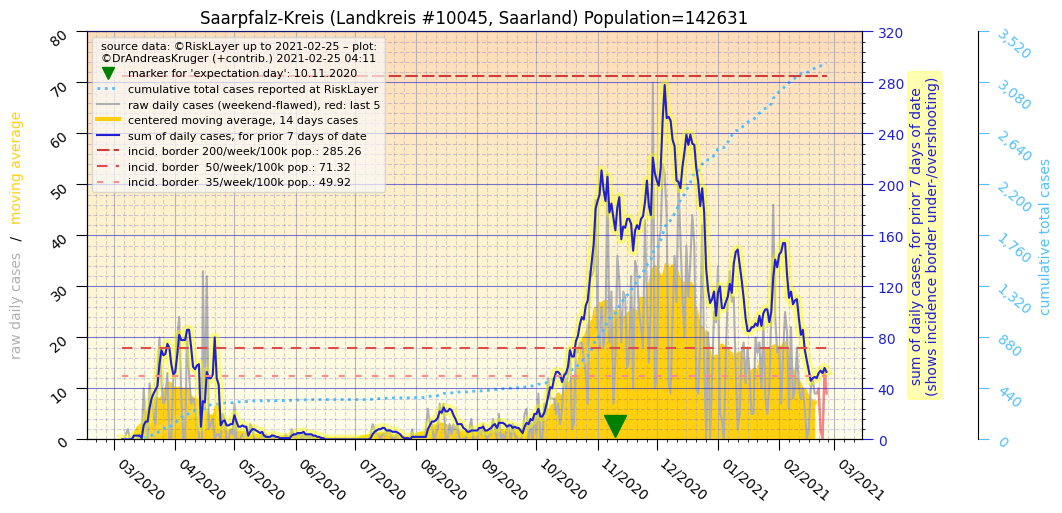 Saarpfalz-Kreis (Landkreis #10045, Saarland) Population=142631
source data: ©RiskLayer up to 2021-02-25 – plot:
©DrAndreasKruger (+contrib.) 2021-02-25 04:11
marker for 'expectation day': 10.11.2020
cumulative total cases reported at RiskLayer
raw daily cases (weekend-flawed), red: last 5
centered moving average, 14 days cases
sum of daily cases, for prior 7 days of date
incid. border 200/week/100k pop.: 285.26
incid. border  50/week/100k pop.: 71.32
incid. border  35/week/100k pop.: 49.92
raw daily cases / moving average
80
70
60
50
40
30
20
10
0
03/2020
04/2020
05/2020
06/2020
07/2020
08/2020
09/2020
10/2020
11/2020
12/2020
01/2021
02/2021
03/2021
320
280
240
200
160
120
80
40
0
sum of daily cases, for prior 7 days of date
(shows incidence border under-/overshooting)
3,520
3,080
2,640
2,200
1,760
1,320
880
440
0
cumulative total cases